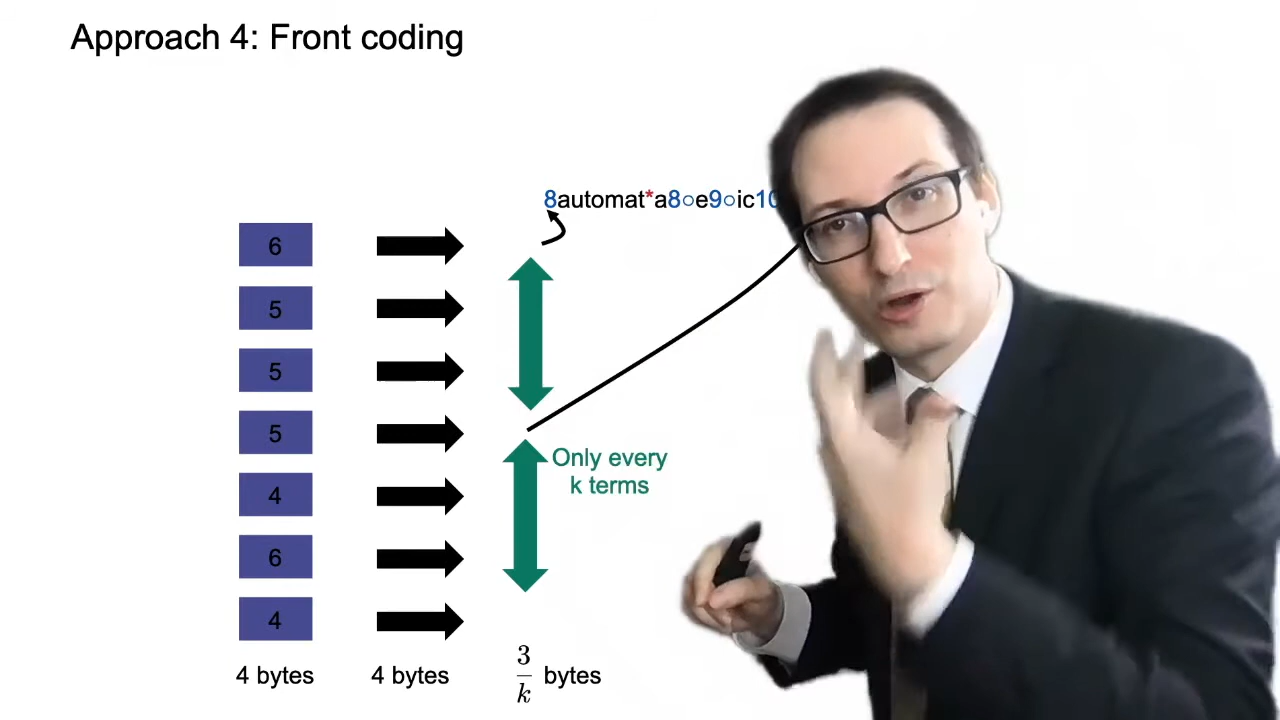 Approach 4: Front coding
8automat*a8○e9○ic10
6
5
5
5
4
6
4
Only every
k terms
4 bytes
4 bytes
3
k
bytes